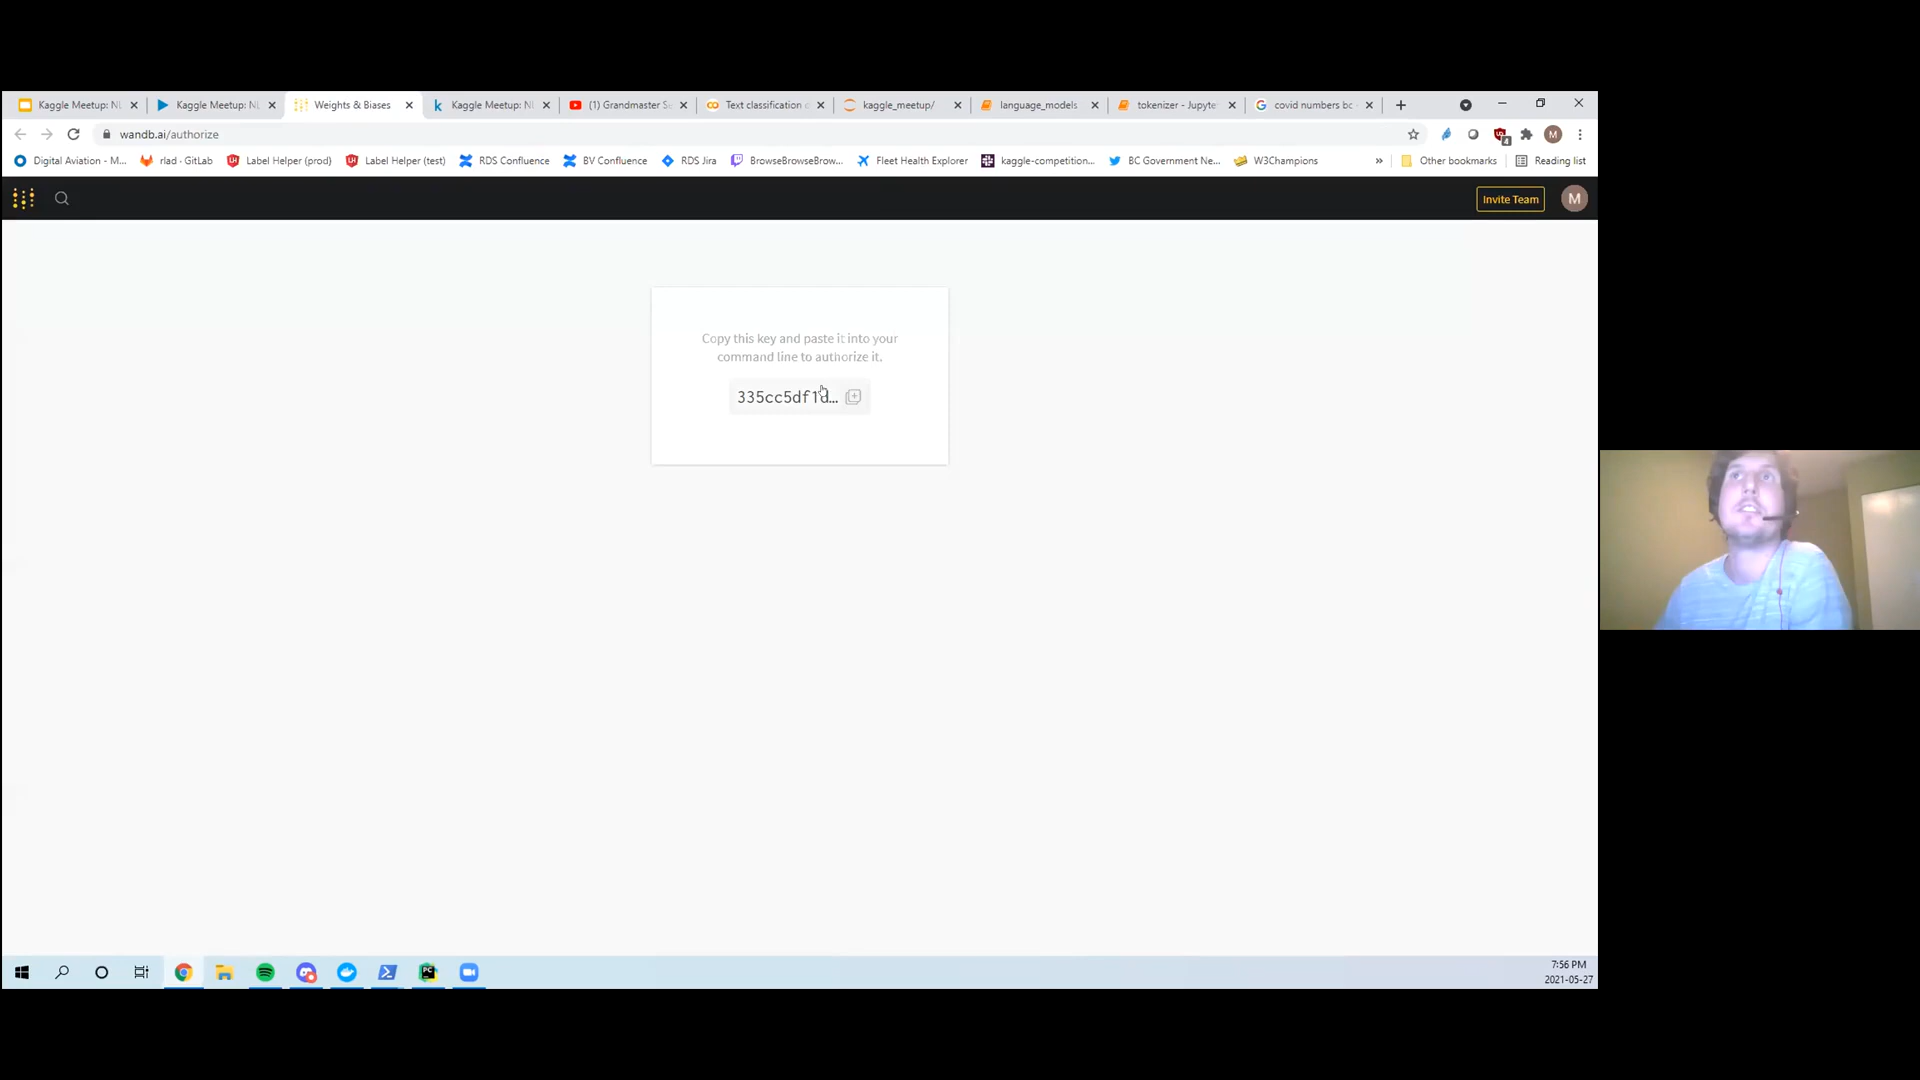 Kaggle Meetup: NL
Kaggle Meetup: NL
Weights & Biases
Kaggle Meetup: NL
(1) Grandmaster Se
Text classification o
kaggle_meetup/
language_models
tokenizer - Jupyte
covid numbers bc
wandb.ai/authorize
4
M
Digital Aviation - M...
rlad · GitLab
Label Helper (prod)
Label Helper (test)
RDS Confluence
BV Confluence
RDS Jira
BrowseBrowseBrow...
Fleet Health Explorer
kaggle-competition...
BC Government Ne...
W3Champions
»
Other bookmarks
Reading list
Invite Team
M
Copy this key and paste it into your
command line to authorize it.
335cc5df1d...
7:56 PM
2021-05-27